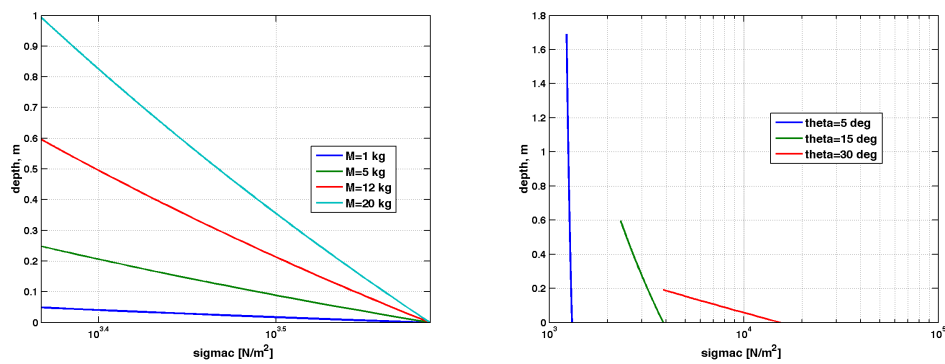 1
0.9
0.8
0.7
0.6
0.5
0.4
0.3
0.2
0.1
0
depth, m
10^3.4
10^3.5
sigmac [N/m^2]
M=1 kg
M=5 kg
M=12 kg
M=20 kg
1.8
1.6
1.4
1.2
1
0.8
0.6
0.4
0.2
0
depth, m
10^3
10^4
10^5
sigmac [N/m^2]
theta=5 deg
theta=15 deg
theta=30 deg